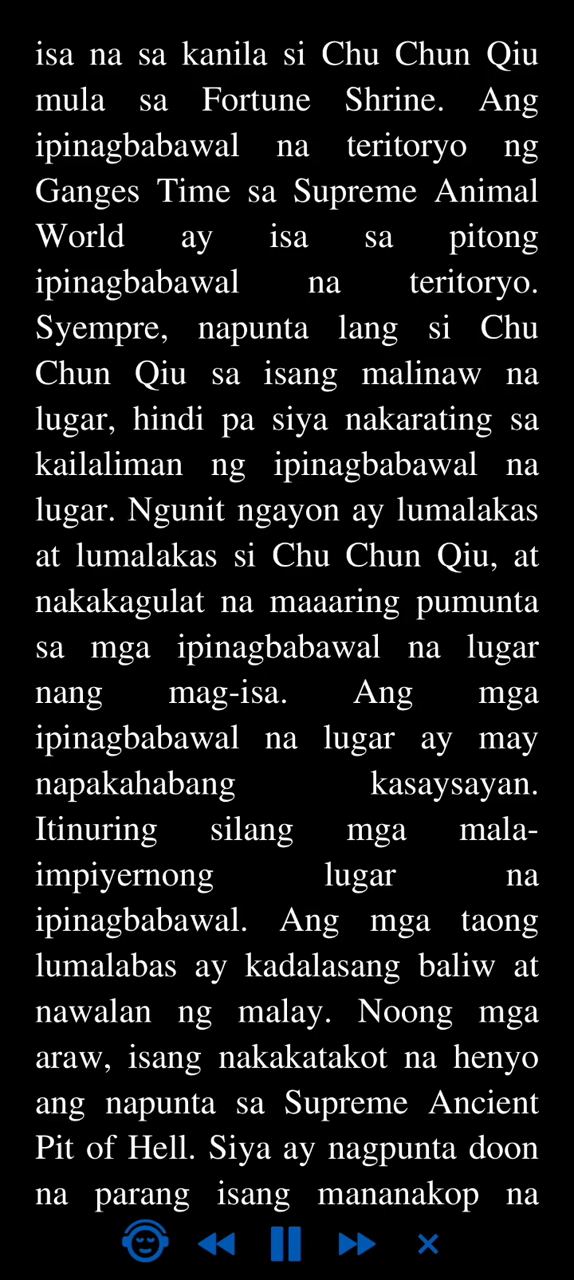 isa na sa kanila si Chu Chun Qiu
mula sa Fortune Shrine. Ang
ipinagbabawal na teritoryo ng
Ganges Time sa Supreme Animal
World ay isa sa pitong
ipinagbabawal na teritoryo.
Syempre, napunta lang si Chu
Chun Qiu sa isang malinaw na
lugar, hindi pa siya nakarating sa
kailaliman ng ipinagbabawal na
lugar. Ngunit ngayon ay lumalakas
at lumalakas si Chu Chun Qiu, at
nakakagulat na maaaring pumunta
sa mga ipinagbabawal na lugar
nang mag-isa. Ang mga
ipinagbabawal na lugar ay may
napakahabang kasaysayan.
Itinuring silang mga mala-
impiyernong lugar na
ipinagbabawal. Ang mga taong
lumalabas ay kadalasang baliw at
nawalan ng malay. Noong mga
araw, isang nakakatakot na henyo
ang napunta sa Supreme Ancient
Pit of Hell. Siya ay nagpunta doon
na parang isang mananakop na